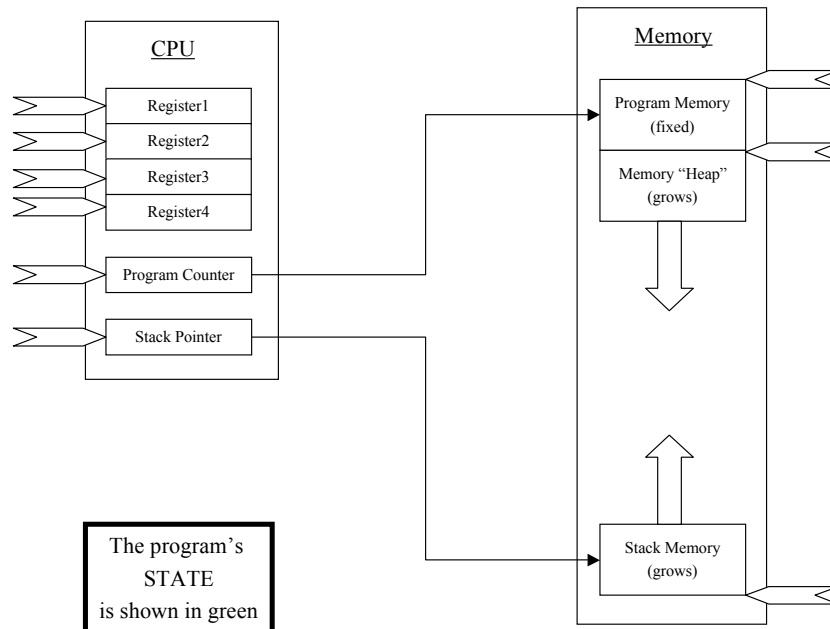 CPU
Register1
Register2
Register3
Register4
Program Counter
Stack Pointer
Memory
Program Memory
(fixed)
Memory “Heap”
(grows)
Stack Memory
(grows)
The program’s
STATE
is shown in green